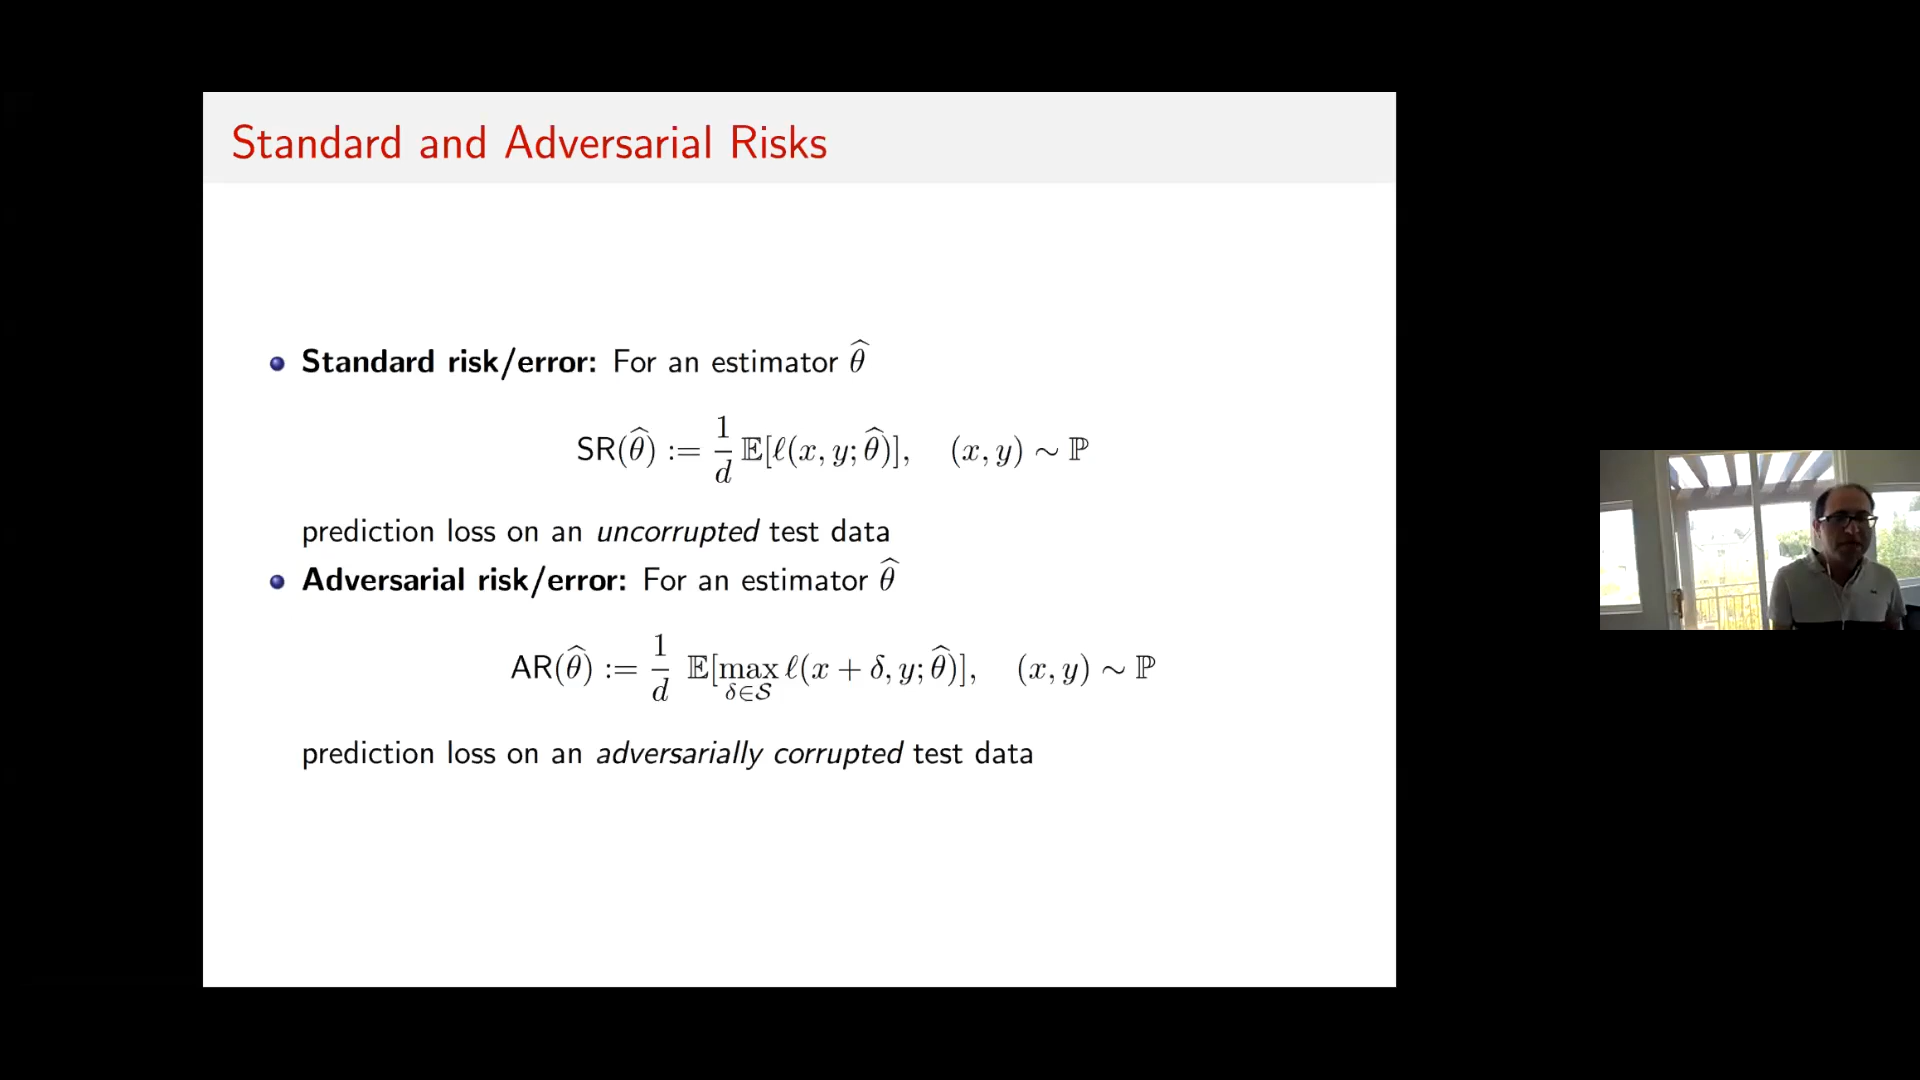 Standard and Adversarial Risks
• Standard risk/error: For an estimator θ̂
SR(θ̂) := 1/d 𝔼[ℓ(x, y; θ̂)], (x, y) ∼ ℙ
prediction loss on an uncorrupted test data
• Adversarial risk/error: For an estimator θ̂
AR(θ̂) := 1/d 𝔼[max_{δ∈𝒮} ℓ(x + δ, y; θ̂)], (x, y) ∼ ℙ
prediction loss on an adversarially corrupted test data